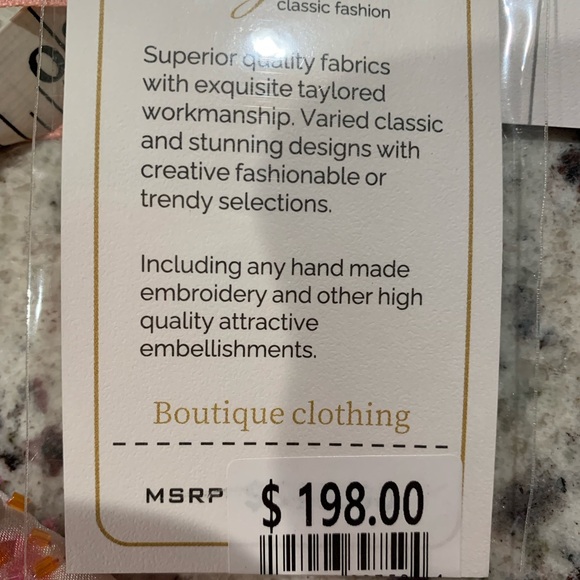 classic fashion
Superior quality fabrics
with exquisite taylored
workmanship. Varied classic
and stunning designs with
creative fashionable or
trendy selections.
Including any hand made
embroidery and other high
quality attractive
embellishments.
Boutique clothing
MSRP $ 198.00